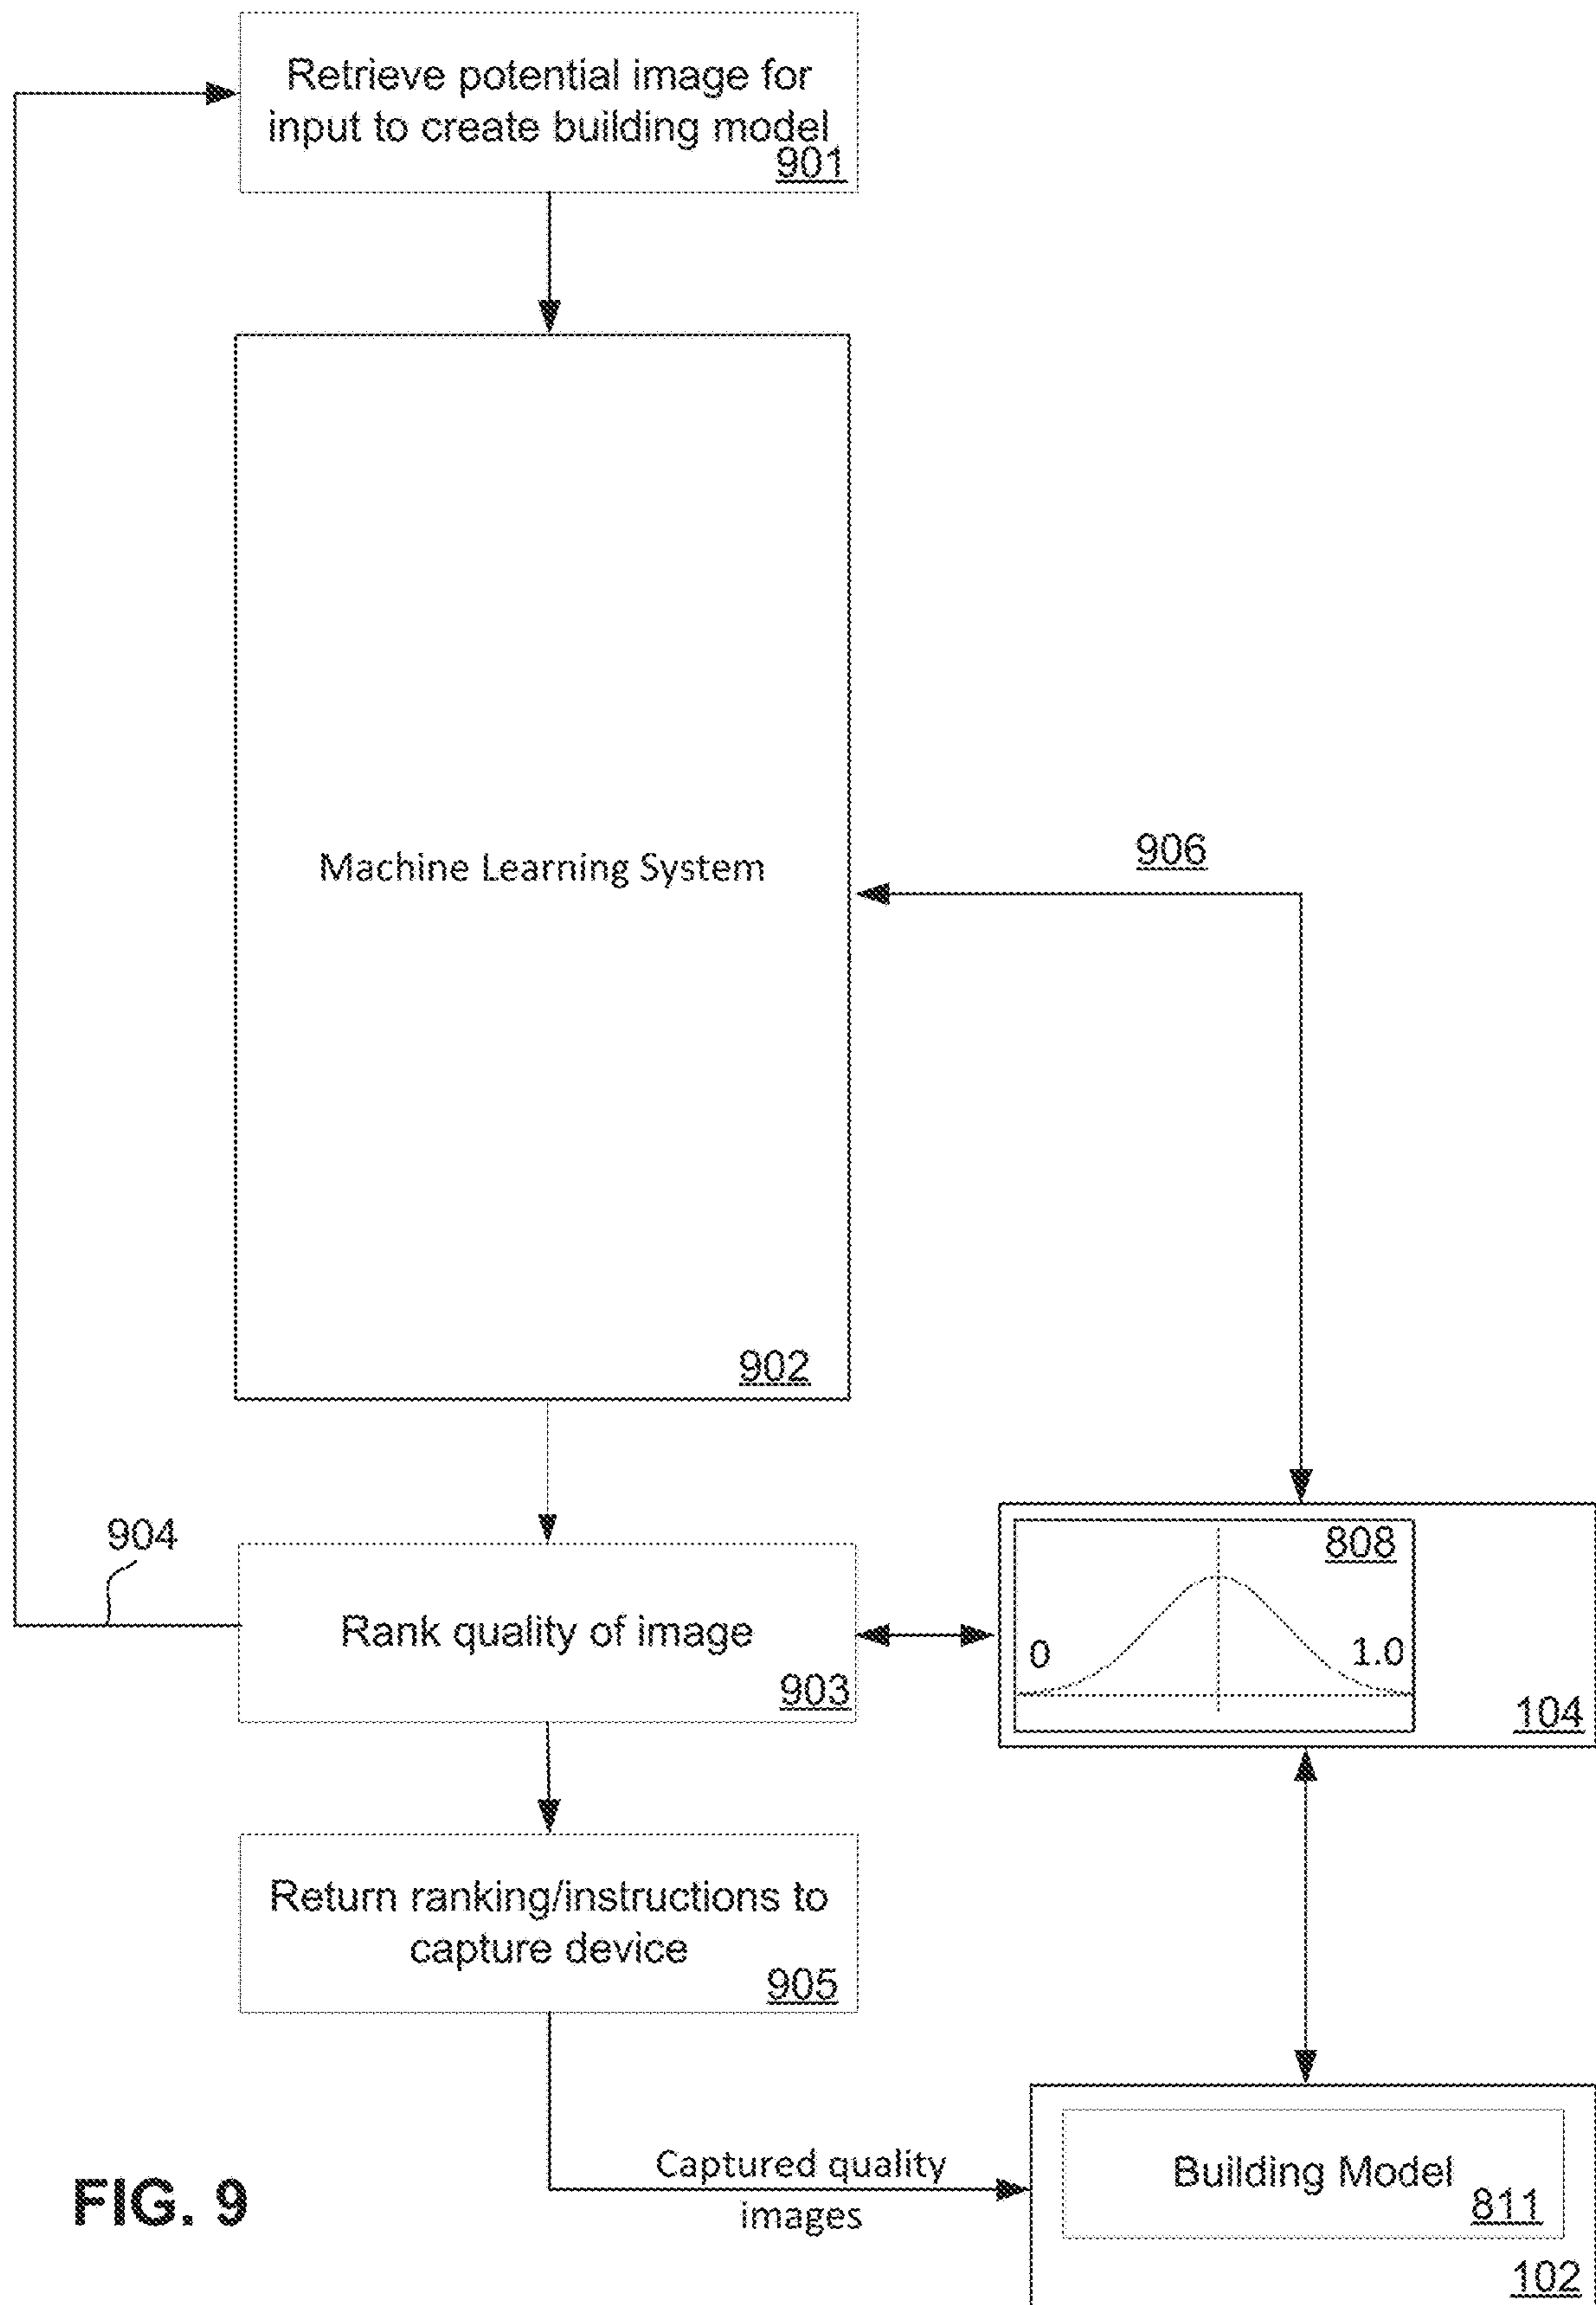 Retrieve potential image for
input to create building model
901
Machine Learning System
906
902
904
808
Rank quality of image
0
1.0
903
104
Return ranking/instructions to
capture device
905
Captured quality
images
Building Model
811
102
FIG. 9